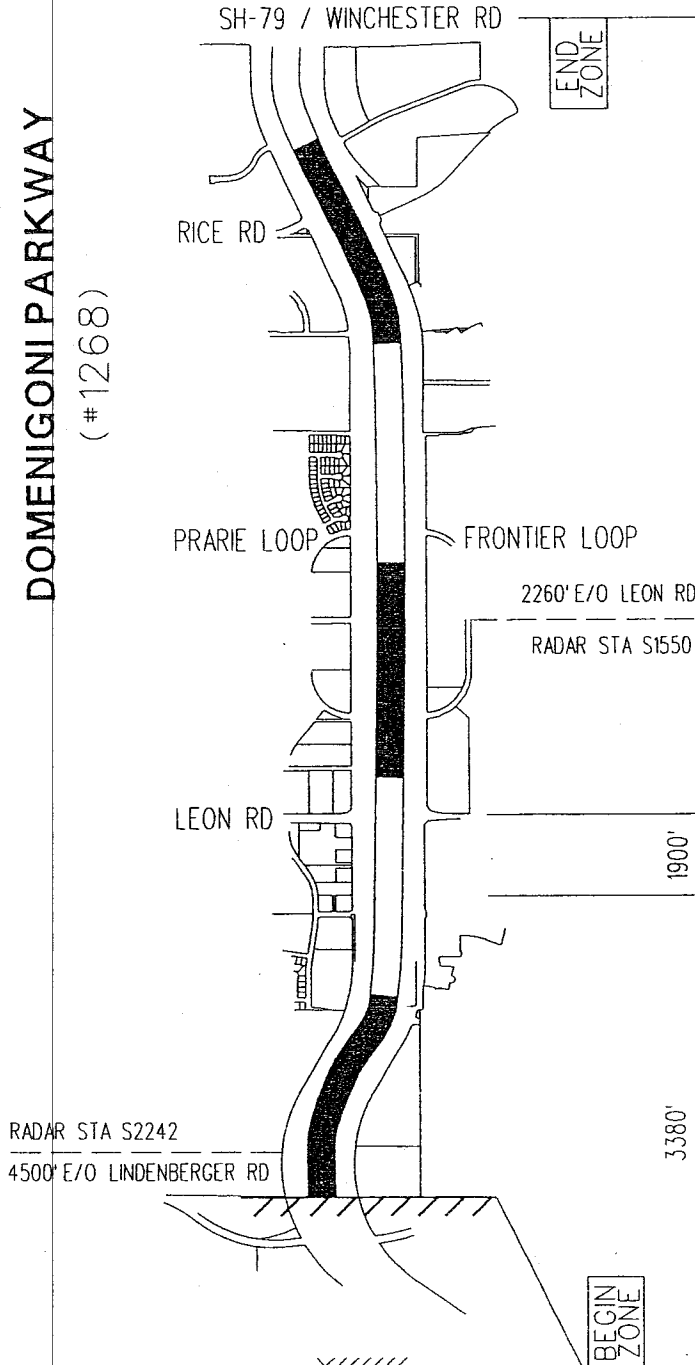 SH-79 / WINCHESTER RD
END
ZONE
DOMENIGONI PARKWAY
(#1268)
RICE RD
PRARIE LOOP
FRONTIER LOOP
2260' E/O LEON RD
RADAR STA S1550
LEON RD
1900'
RADAR STA S2242
4500' E/O LINDENBERGER RD
3380'
BEGIN
ZONE